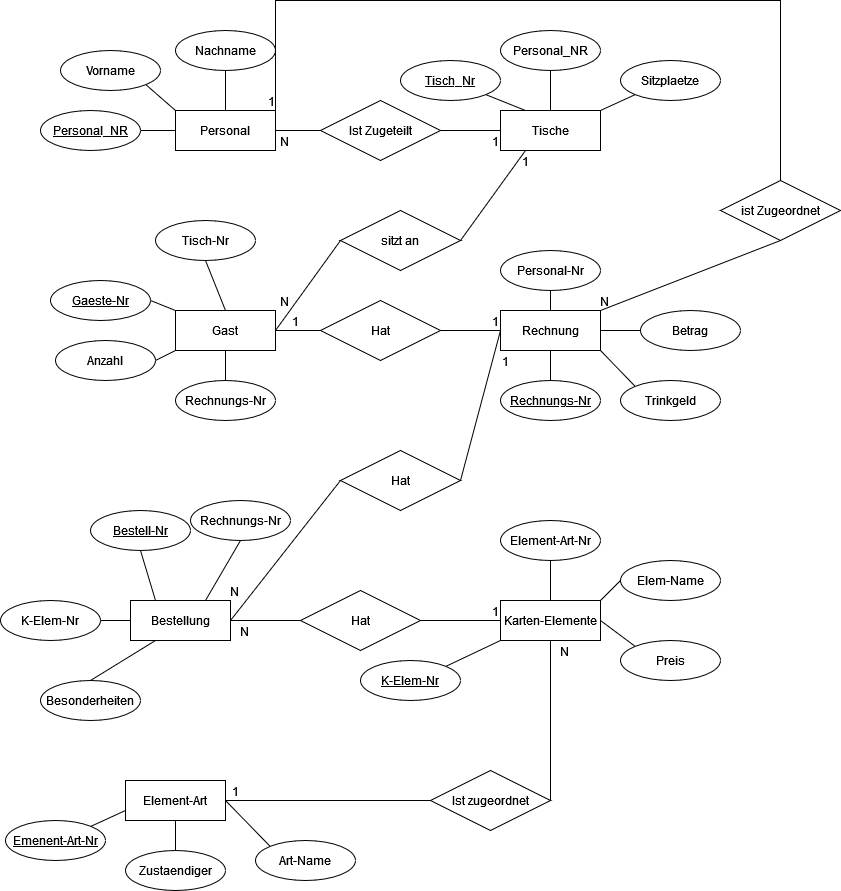 Nachname
Personal_NR
Vorname
Tisch_Nr
Sitzplaetze
1
Personal_NR
Personal
Ist Zugeteilt
Tische
N
1
1
ist Zugeordnet
Tisch-Nr
sitzt an
Personal-Nr
Gaeste-Nr
N
N
1
1
Gast
Hat
Rechnung
Betrag
Anzahl
1
Rechnungs-Nr
Rechnungs-Nr
Trinkgeld
Hat
Bestell-Nr
Rechnungs-Nr
Element-Art-Nr
Elem-Name
N
1
K-Elem-Nr
Bestellung
Hat
Karten-Elemente
N
N
Preis
K-Elem-Nr
Besonderheiten
1
Element-Art
Ist zugeordnet
Emenent-Art-Nr
Art-Name
Zustaendiger